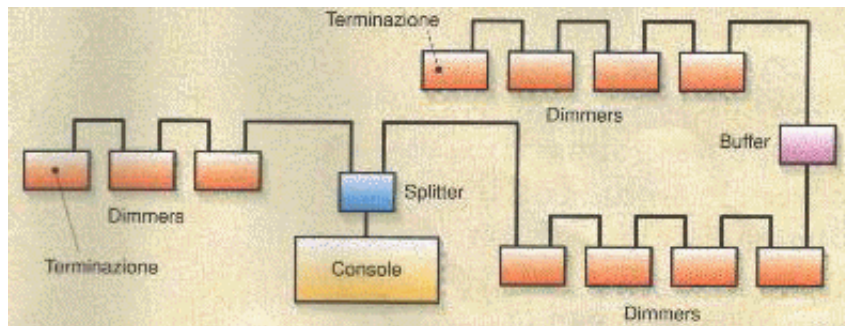 Terminazione
Dimmers
Buffer
Splitter
Dimmers
Terminazione
Console
Dimmers